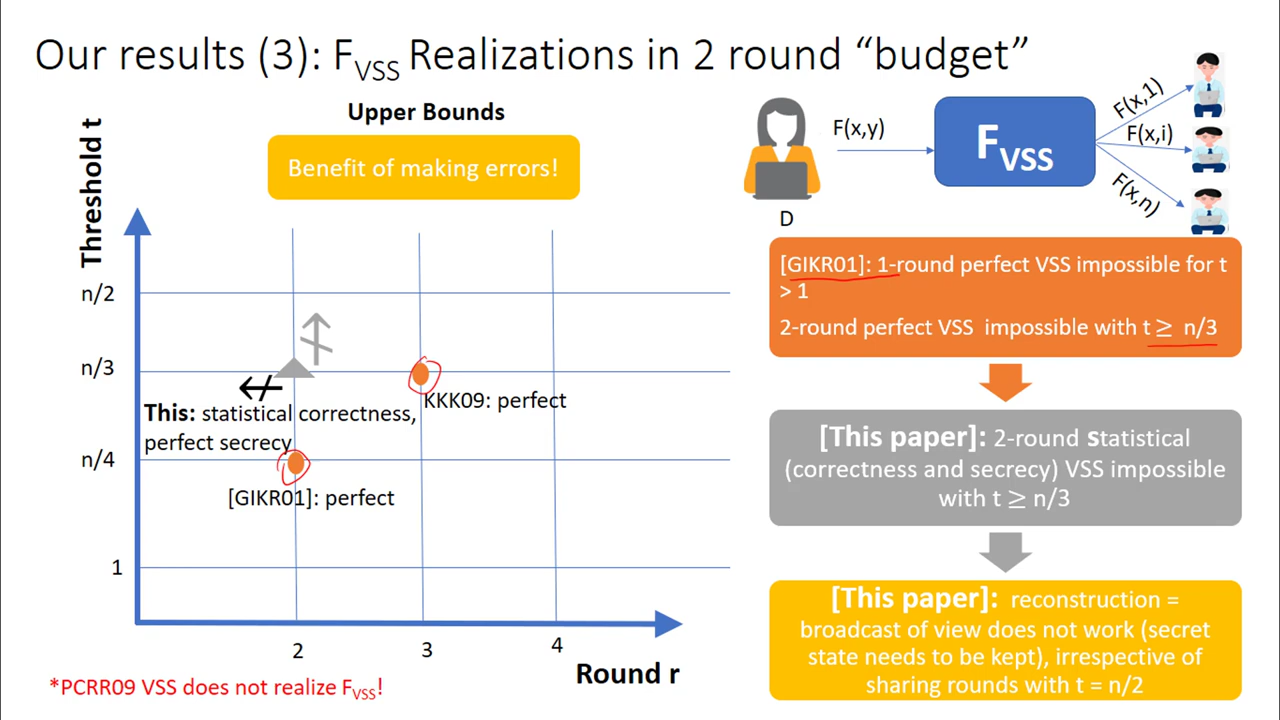 Our results (3): FVSS Realizations in 2 round “budget”
Upper Bounds
Benefit of making errors!
Threshold t
n/2
n/3
n/4
1
This: statistical correctness,
perfect secrecy
KKK09: perfect
[GIKR01]: perfect
2
3
4
Round r
*PCRR09 VSS does not realize FVSS!
D
F(x,y)
FVSS
F(x,1)
F(x,i)
F(x,n)
[GIKR01]: 1-round perfect VSS impossible for t
> 1
2-round perfect VSS impossible with t ≥ n/3
[This paper]: 2-round statistical
(correctness and secrecy) VSS impossible
with t ≥ n/3
[This paper]: reconstruction =
broadcast of view does not work (secret
state needs to be kept), irrespective of
sharing rounds with t = n/2